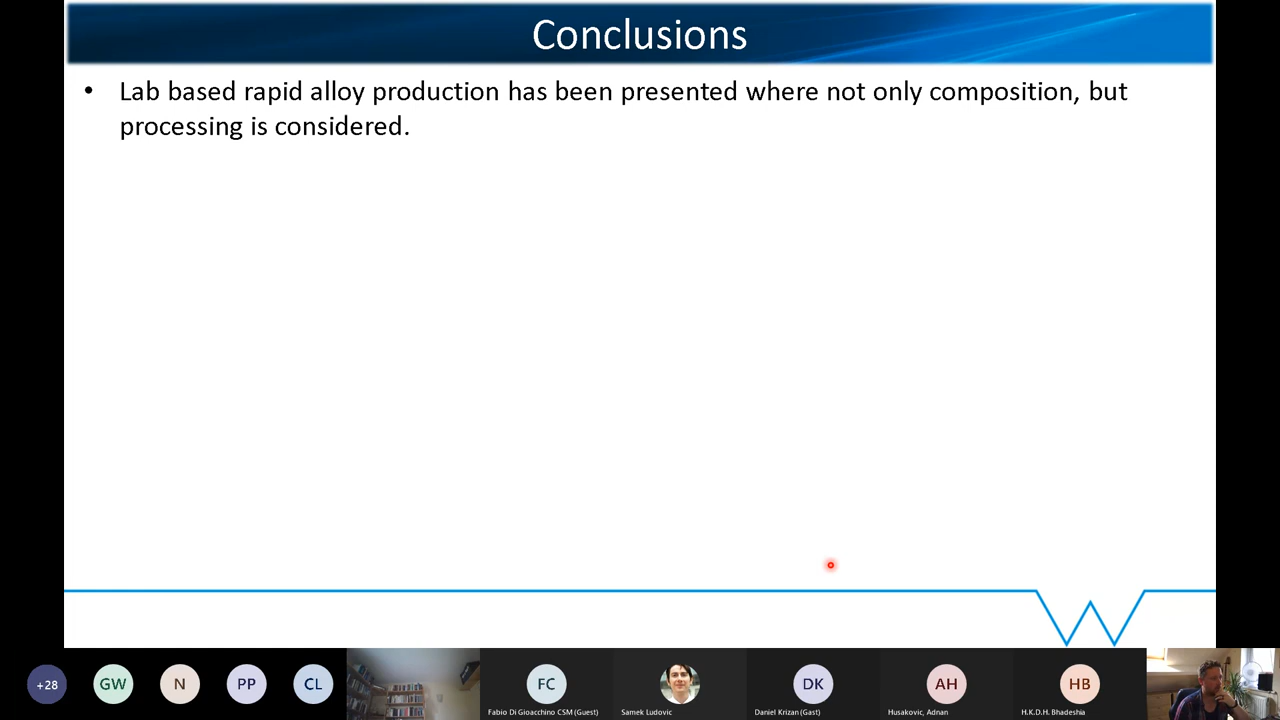 Conclusions
• Lab based rapid alloy production has been presented where not only composition, but
processing is considered.
+28
GW
N
PP
CL
FC
DK
AH
HB
Fabio Di Gioacchino CSM (Guest)
Samek Ludovic
Daniel Krizan (Gast)
Husakovic, Adnan
H.K.D.H. Bhadeshia